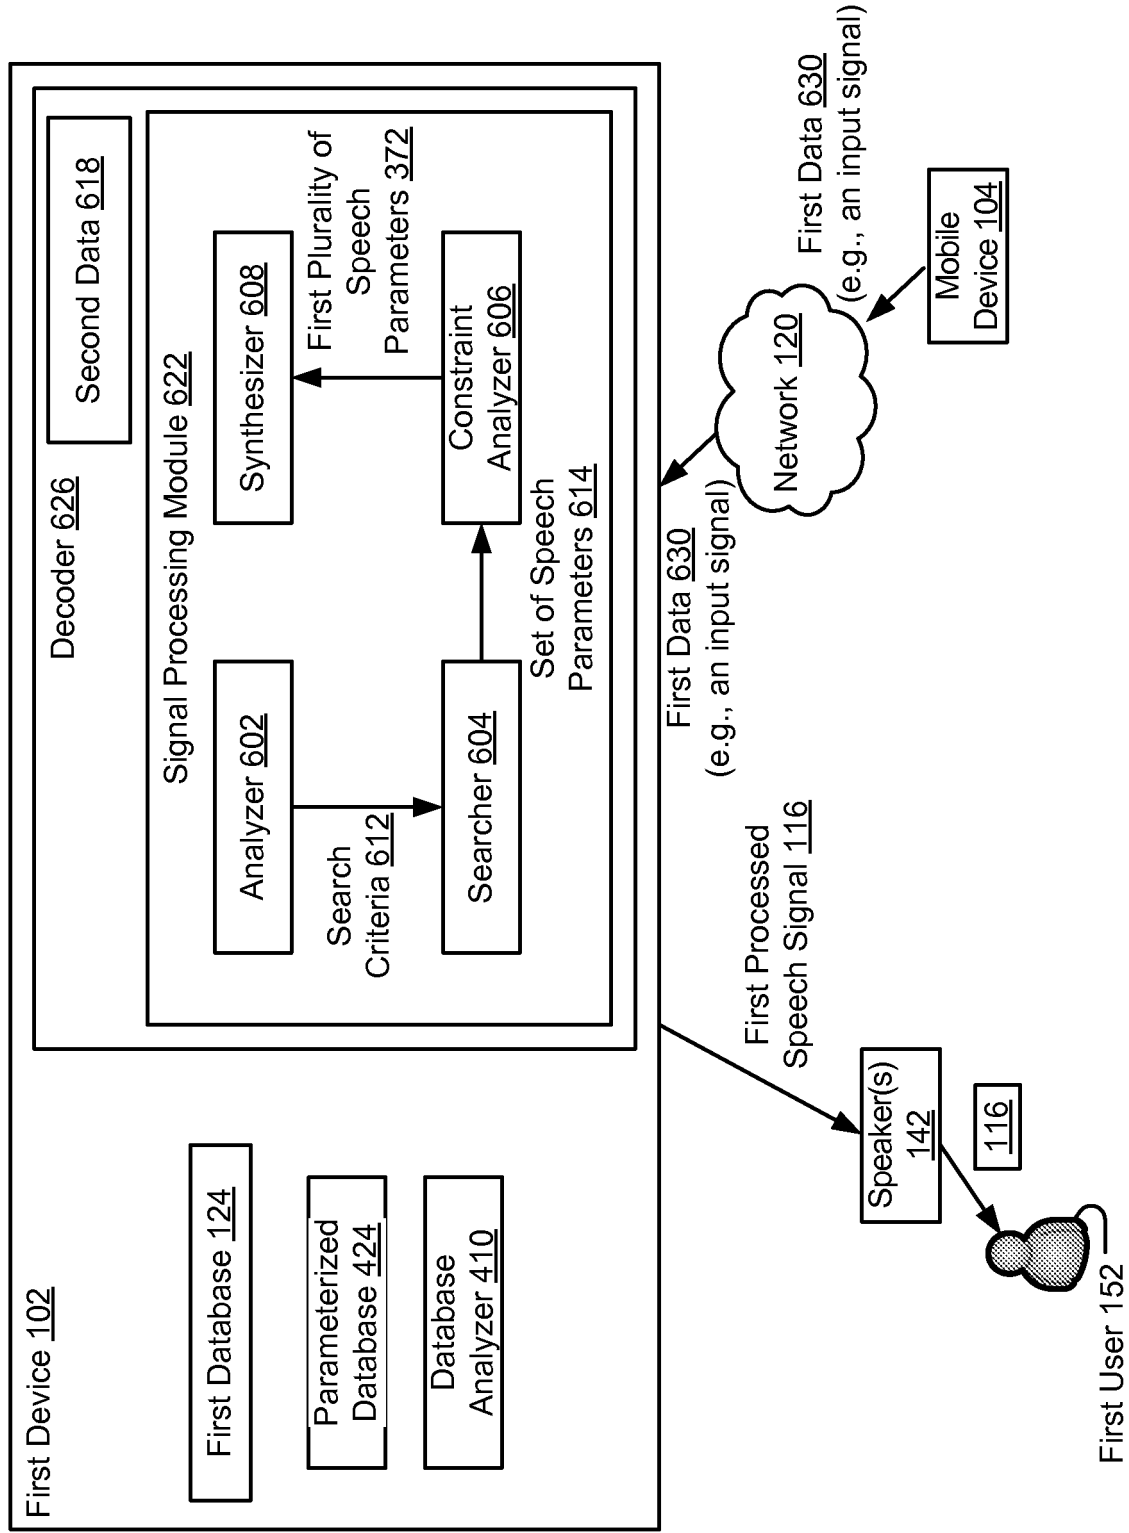 First Device 102
First Database 124
Parameterized
Database 424
Database
Analyzer 410
Decoder 626
Second Data 618
Signal Processing Module 622
Analyzer 602
Search
Criteria 612
Searcher 604
Set of Speech
Parameters 614
Constraint
Analyzer 606
First Plurality of
Speech
Parameters 372
Synthesizer 608
First Processed
Speech Signal 116
Speaker(s)
142
116
First User 152
First Data 630
(e.g., an input signal)
Network 120
First Data 630
(e.g., an input signal)
Mobile
Device 104